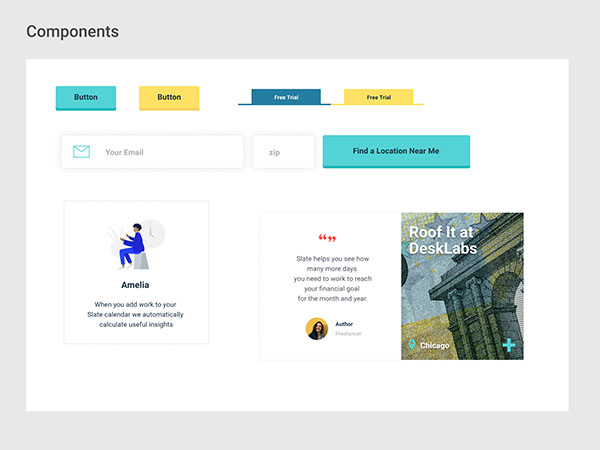 Components
Button
Button
Free Trial
Free Trial
Your Email
zip
Find a Location Near Me
Amelia
When you add work to your
Slate calendar we automatically
calculate useful insights
““
Slate helps you see how
many more days
you need to work to reach
your financial goal
for the month and year.
Author
Freelancer
Roof It at
DeskLabs
Chicago